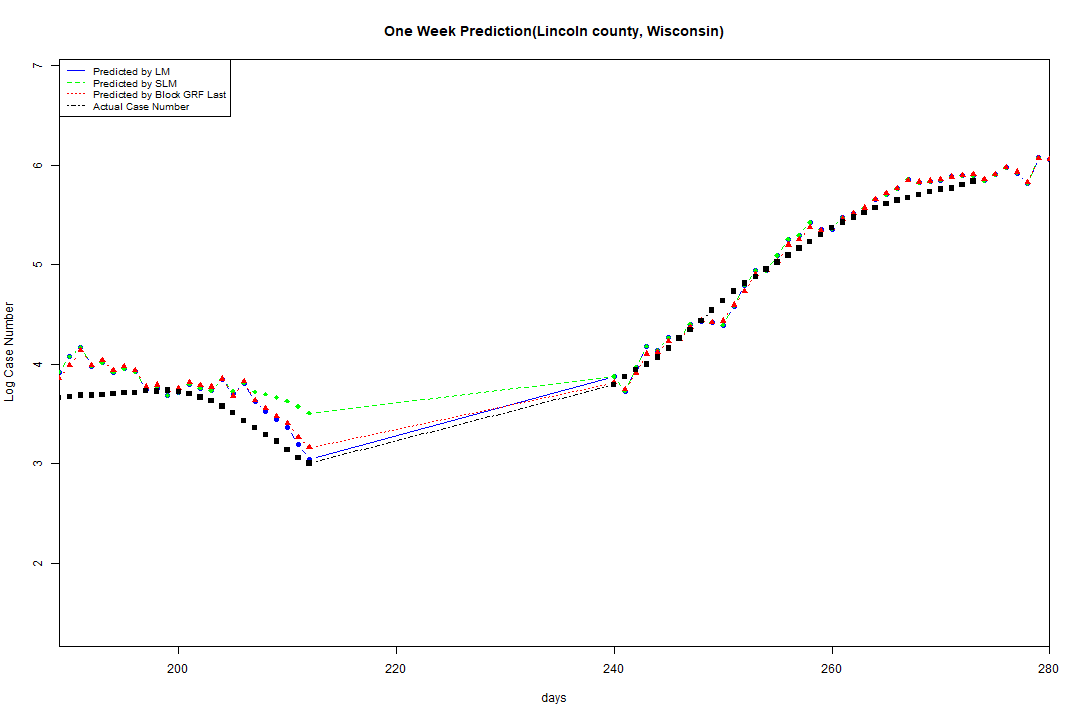 One Week Prediction(Lincoln county, Wisconsin)
Predicted by LM
Predicted by SLM
Predicted by Block GRF Last
Actual Case Number
7
6
5
4
3
2
Log Case Number
200 220 240 260 280
days